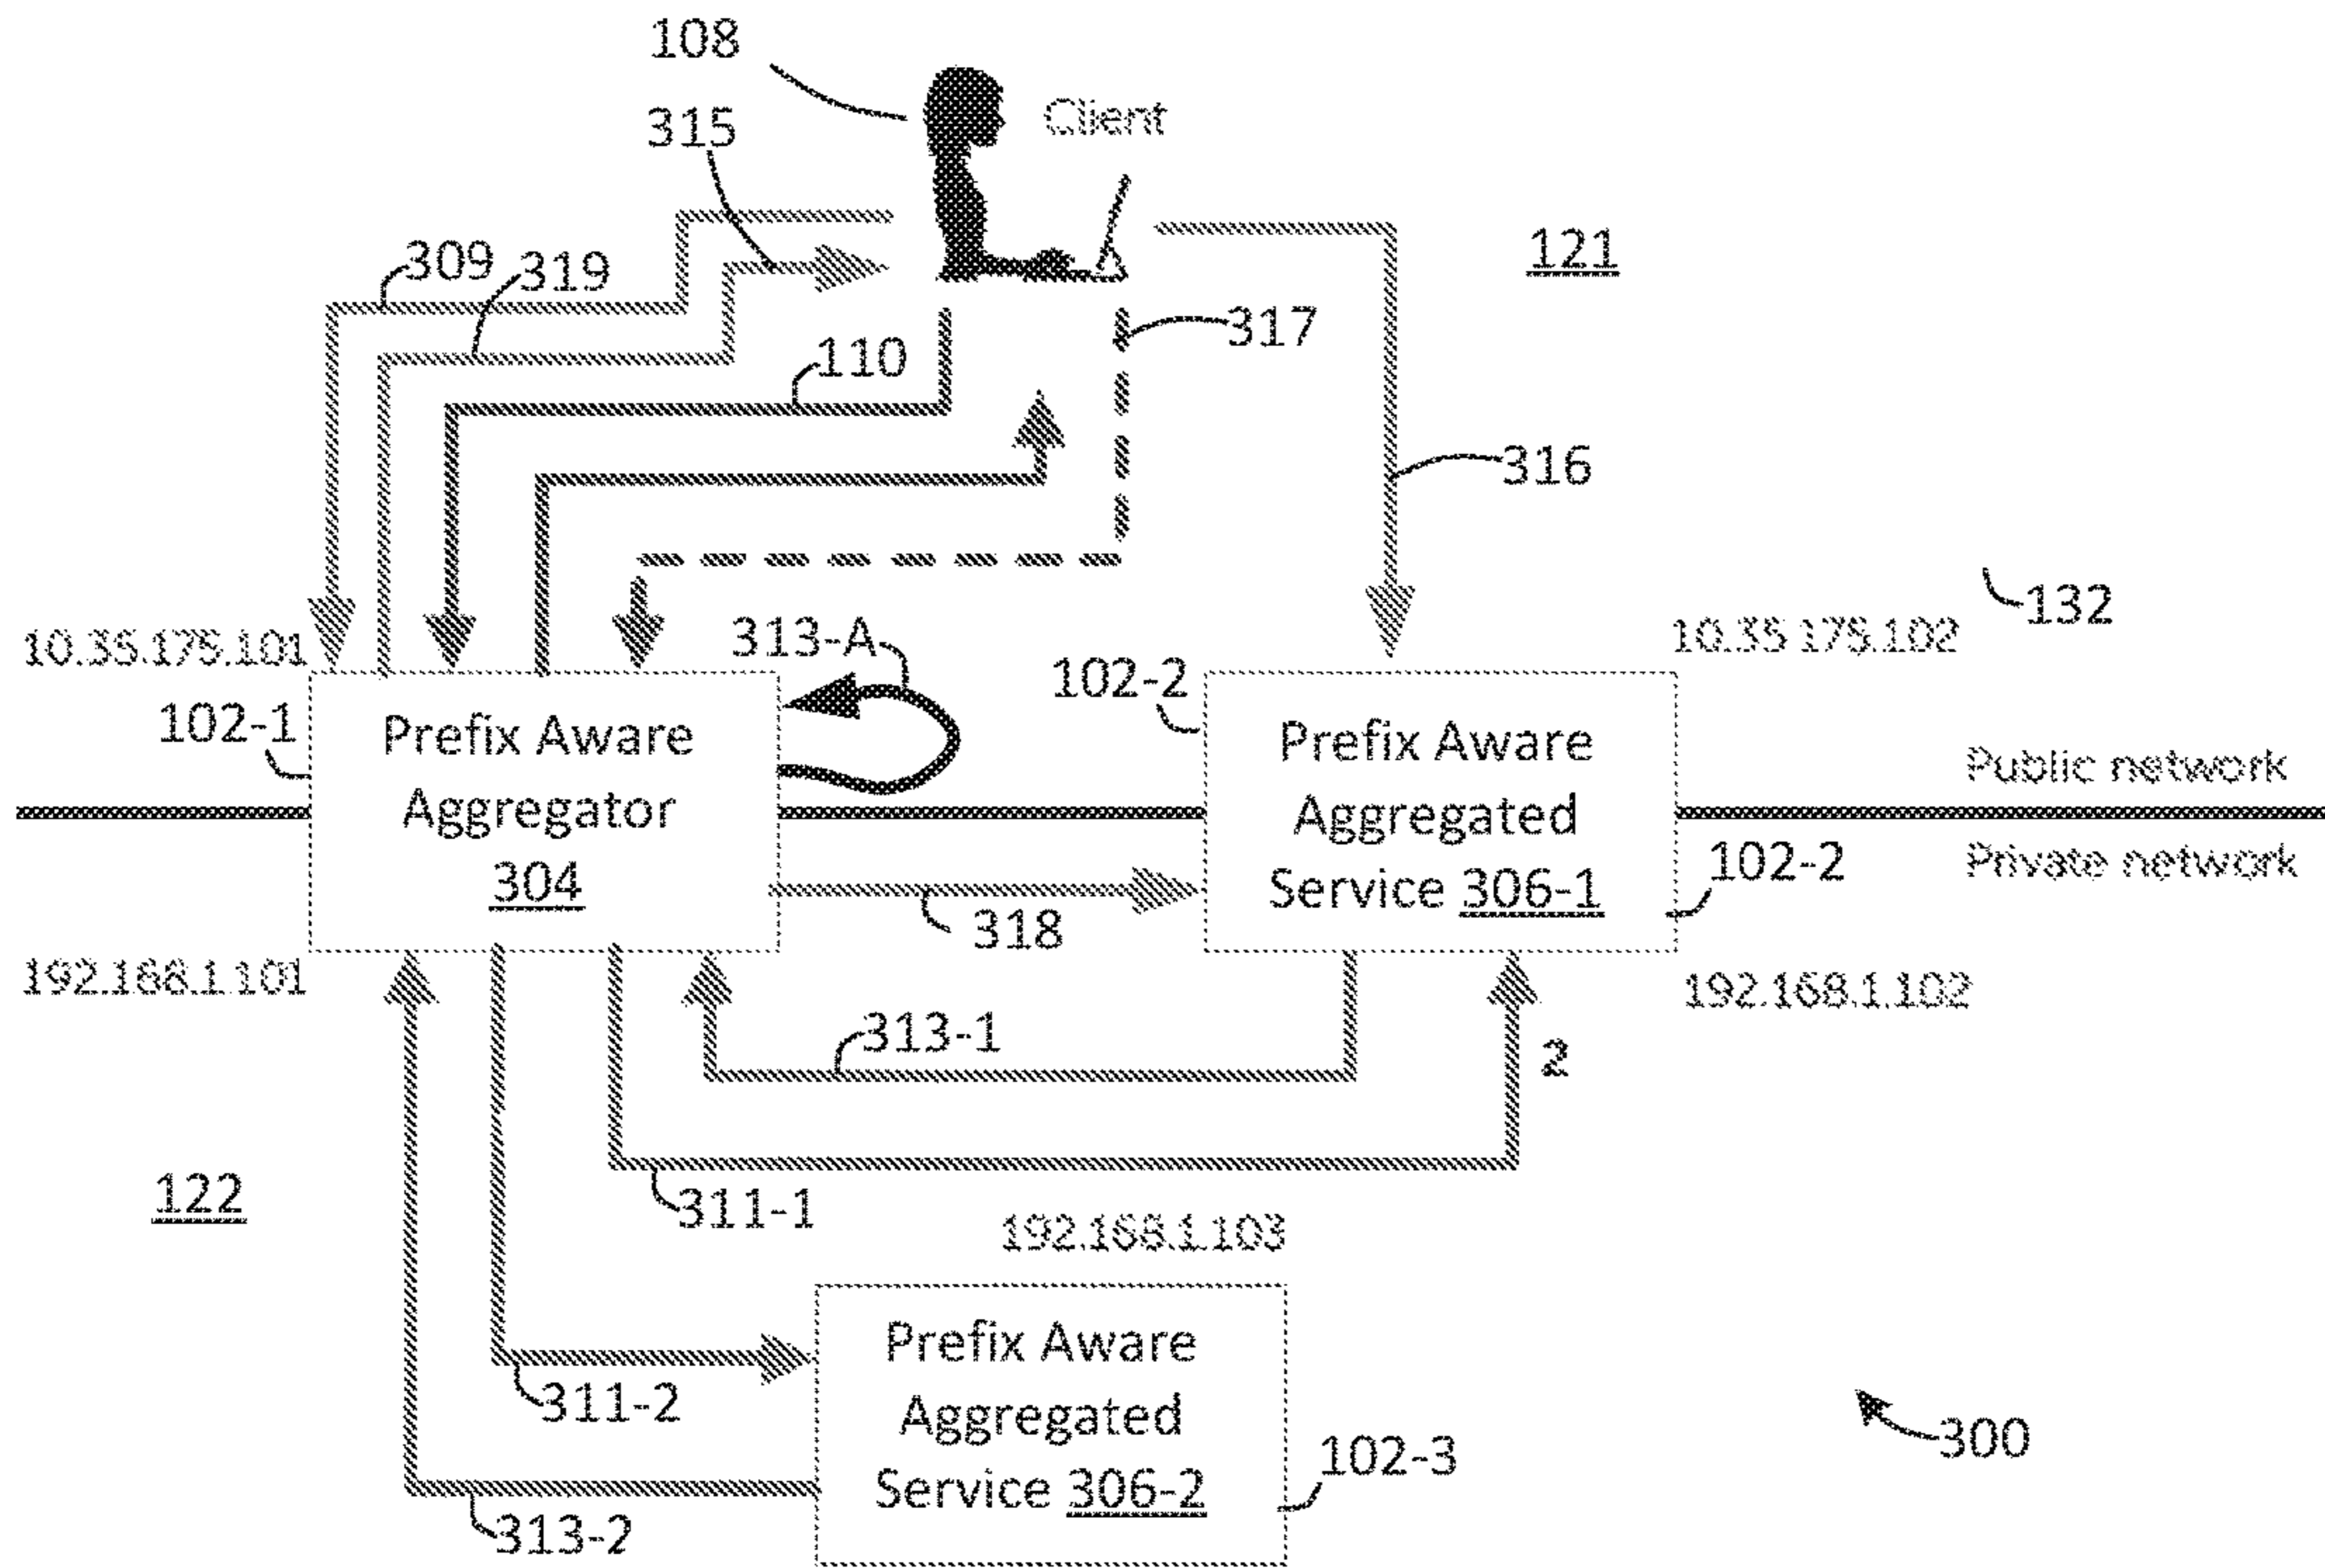 108
Client
315
121
309
319
317
110
316
132
10.35.175.101
313-A
10.35.175.102
102-2
102-1
Prefix Aware
Aggregator
304
Prefix Aware
Aggregated
Service 306-1
Public network
Private network
102-2
318
192.168.1.101
192.168.1.102
313-1
2
122
311-1
192.168.1.103
Prefix Aware
Aggregated
Service 306-2
311-2
300
102-3
313-2